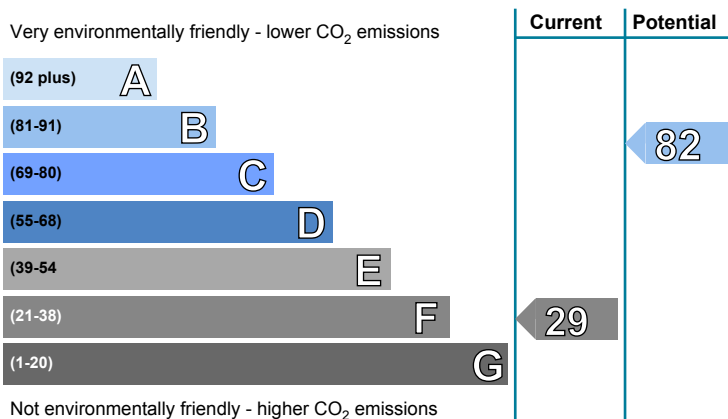 Very environmentally friendly - lower CO2 emissions
Current
Potential
(92 plus) A
(81-91) B
82
(69-80) C
(55-68) D
(39-54 E
(21-38) F
29
(1-20) G
Not environmentally friendly - higher CO2 emissions